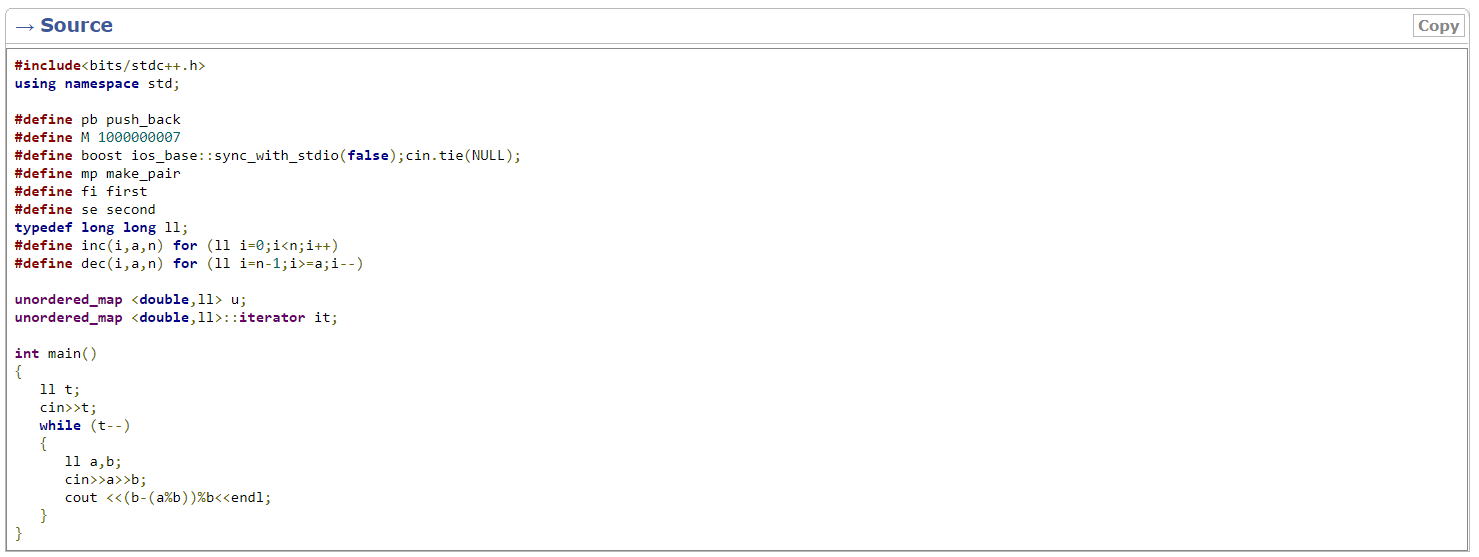 → Source
Copy
#include<bits/stdc++.h>
using namespace std;
#define pb push_back
#define M 1000000007
#define boost ios_base::sync_with_stdio(false);cin.tie(NULL);
#define mp make_pair
#define fi first
#define se second
typedef long long ll;
#define inc(i,a,n) for (ll i=0;i<n;i++)
#define dec(i,a,n) for (ll i=n-1;i>=a;i--)
unordered_map <double,ll> u;
unordered_map <double,ll>::iterator it;
int main()
{
   ll t;
   cin>>t;
   while (t--)
   {
      ll a,b;
      cin>>a>>b;
      cout <<(b-(a%b))%b<<endl;
   }
}